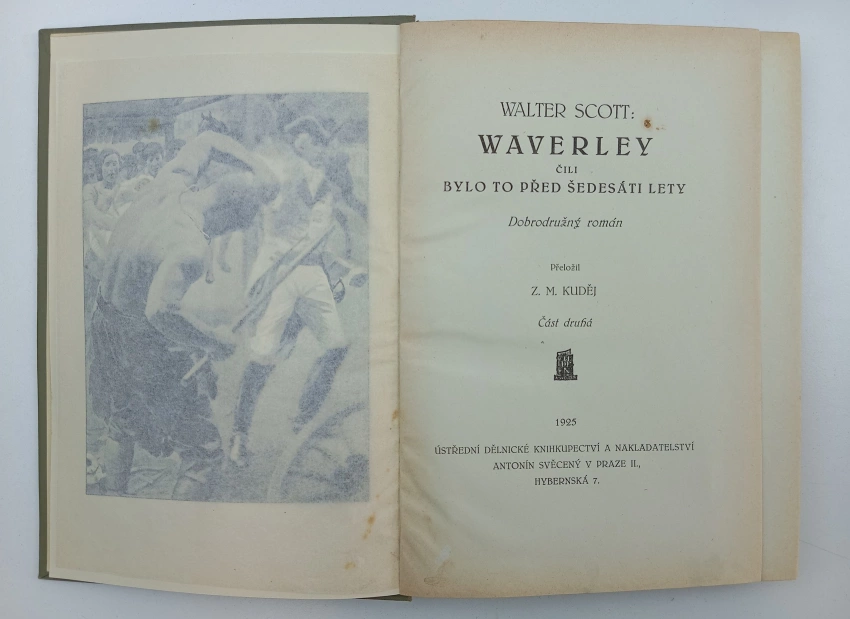 WALTER SCOTT:
WAVERLEY
ČILI
BYLO TO PŘED ŠEDESÁTI LETY
Dobrodružný román
Přeložil
Z. M. KUDĚJ
Část druhá
1925
ÚSTŘEDNÍ DĚLNICKÉ KNIHKUPECTVÍ A NAKLADATELSTVÍ
ANTONÍN SVĚCENÝ V PRAZE II.,
HYBERNSKÁ 7.